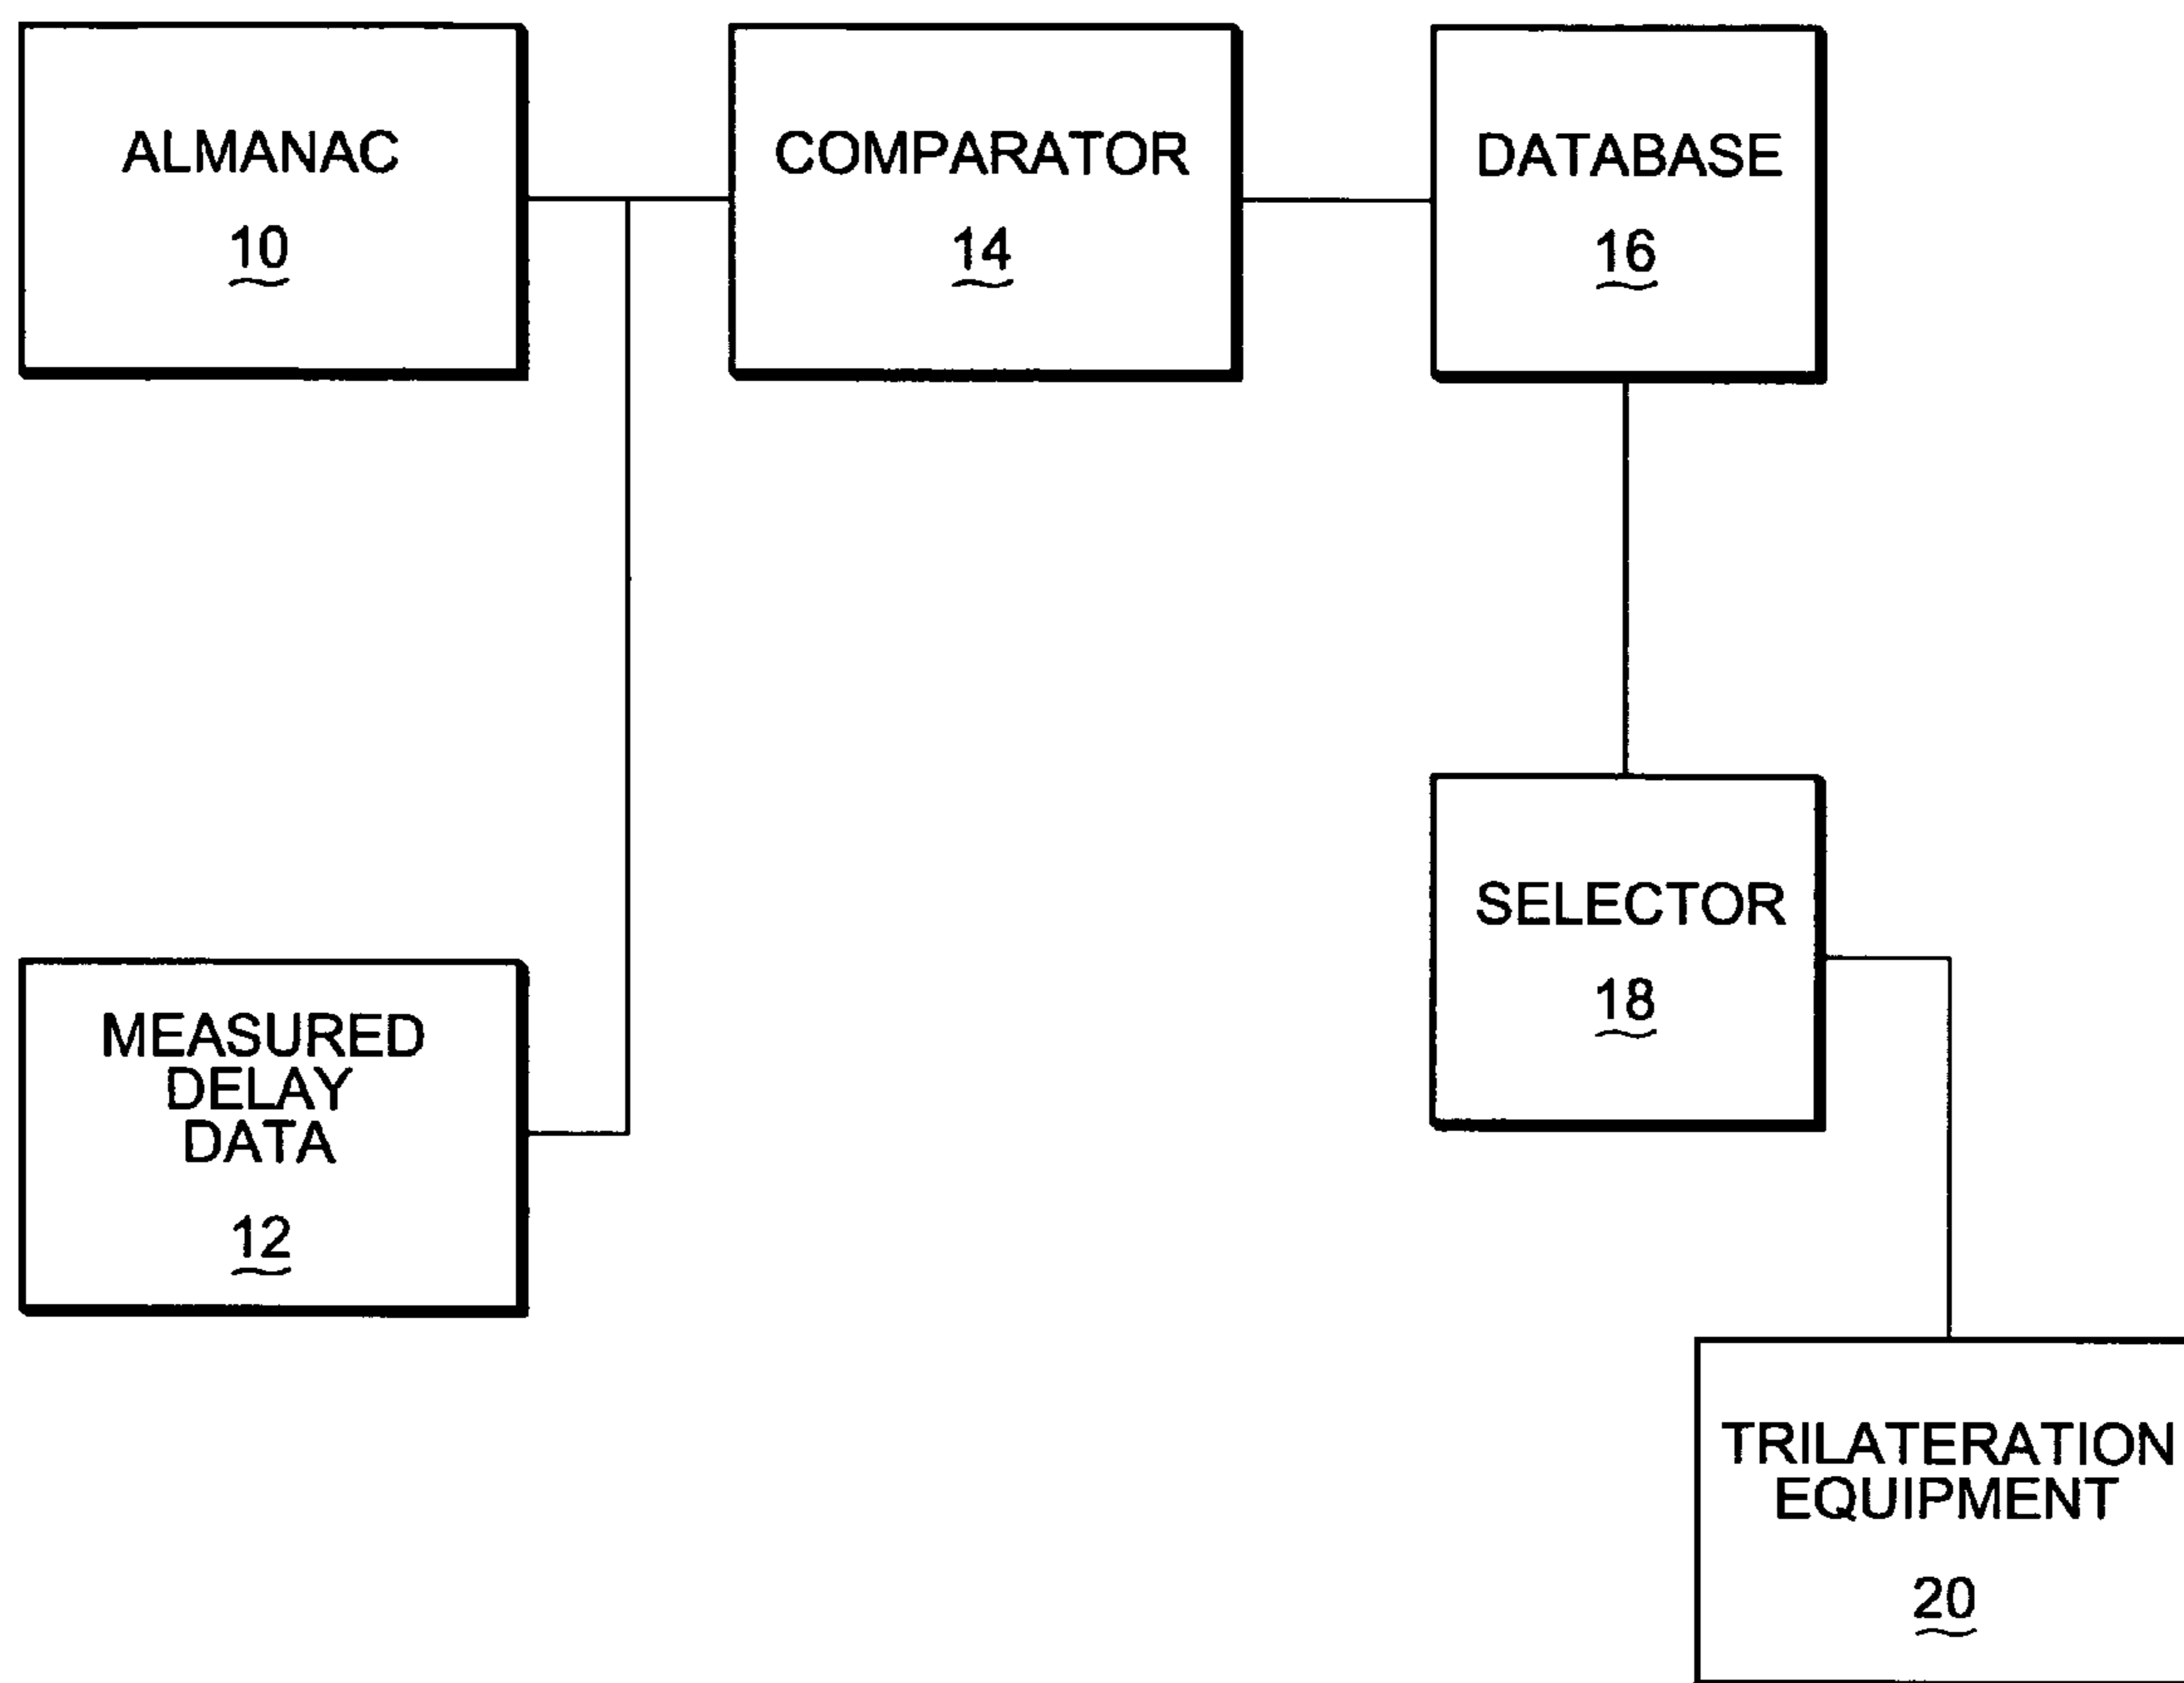 ALMANAC
10
COMPARATOR
14
DATABASE
16
SELECTOR
18
MEASURED
DELAY
DATA
12
TRILATERATION
EQUIPMENT
20